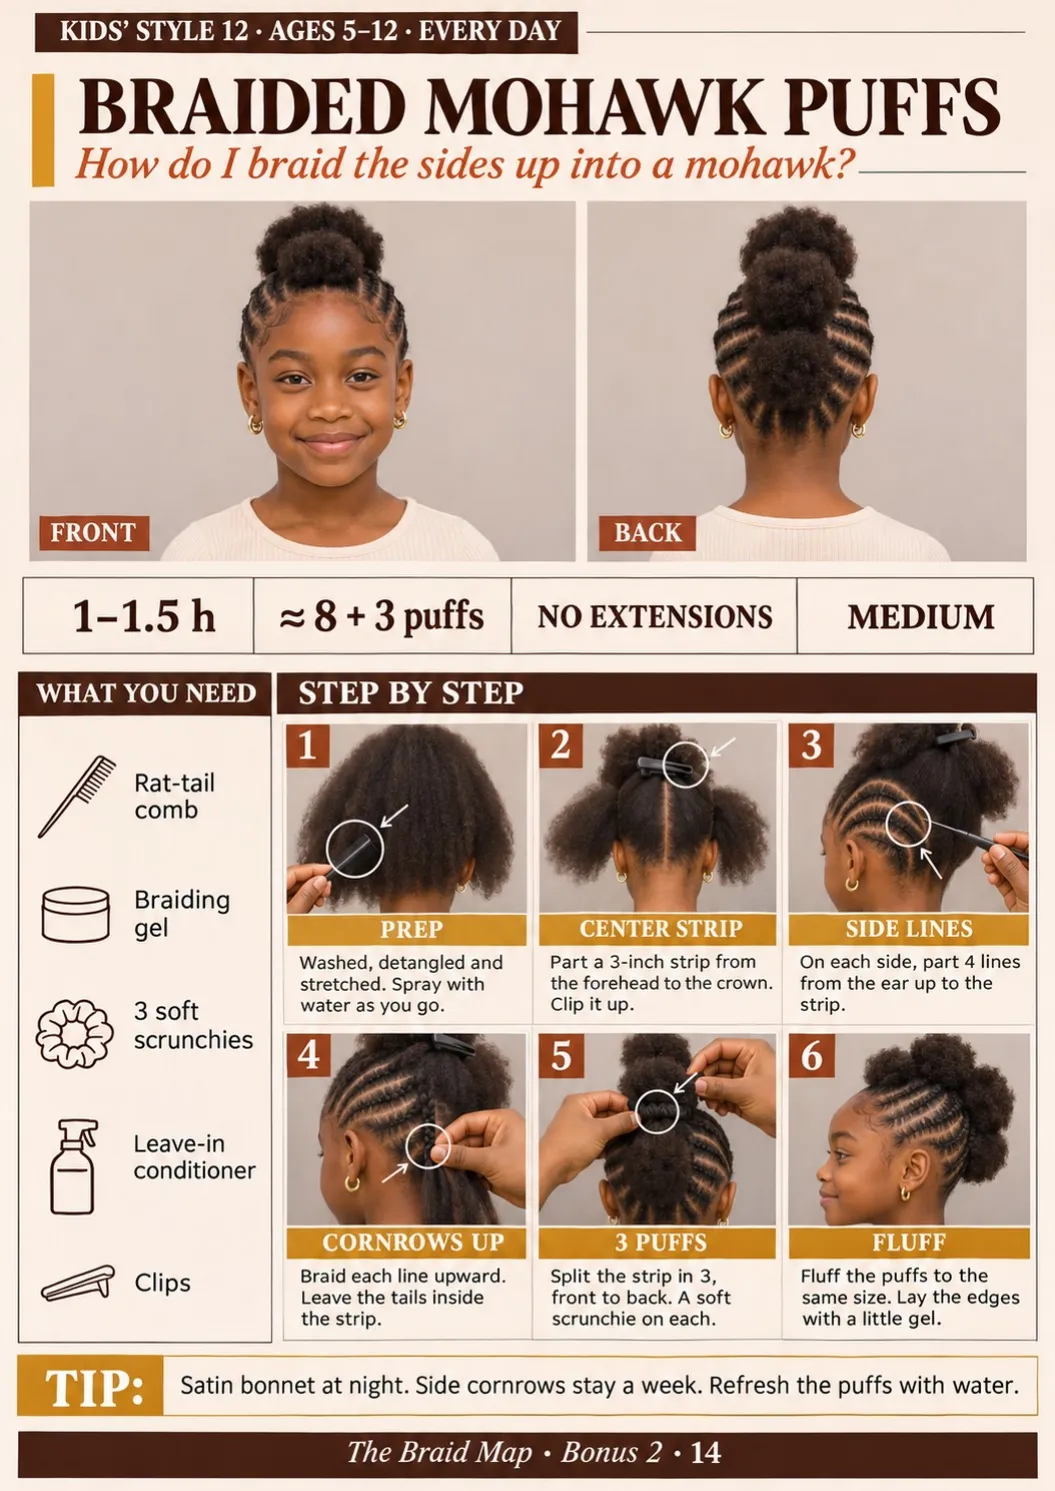 KIDS' STYLE 12 · AGES 5–12 · EVERY DAY
BRAIDED MOHAWK PUFFS
How do I braid the sides up into a mohawk?
FRONT
BACK
1–1.5 h
≈ 8 + 3 puffs
NO EXTENSIONS
MEDIUM
WHAT YOU NEED
Rat-tail
comb
Braiding
gel
3 soft
scrunchies
Leave-in
conditioner
Clips
STEP BY STEP
1
PREP
Washed, detangled and
stretched. Spray with
water as you go.
2
CENTER STRIP
Part a 3-inch strip from
the forehead to the crown.
Clip it up.
3
SIDE LINES
On each side, part 4 lines
from the ear up to the
strip.
4
CORNROWS UP
Braid each line upward.
Leave the tails inside
the strip.
5
3 PUFFS
Split the strip in 3,
front to back. A soft
scrunchie on each.
6
FLUFF
Fluff the puffs to the
same size. Lay the edges
with a little gel.
TIP:
Satin bonnet at night. Side cornrows stay a week. Refresh the puffs with water.
The Braid Map · Bonus 2 · 14